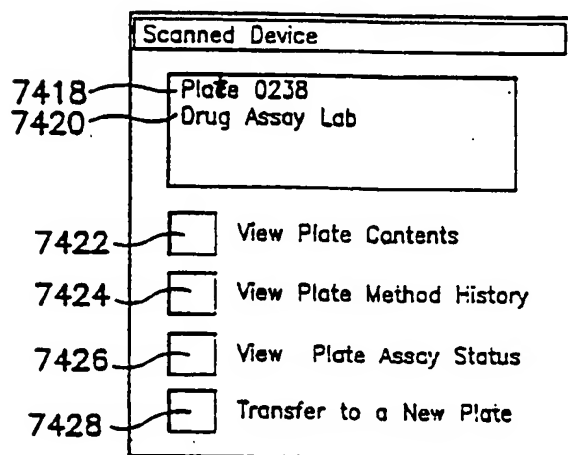 Scanned Device
7418 Plate 0238
7420 Drug Assay Lab
7422 View Plate Contents
7424 View Plate Method History
7426 View Plate Assay Status
7428 Transfer to a New Plate